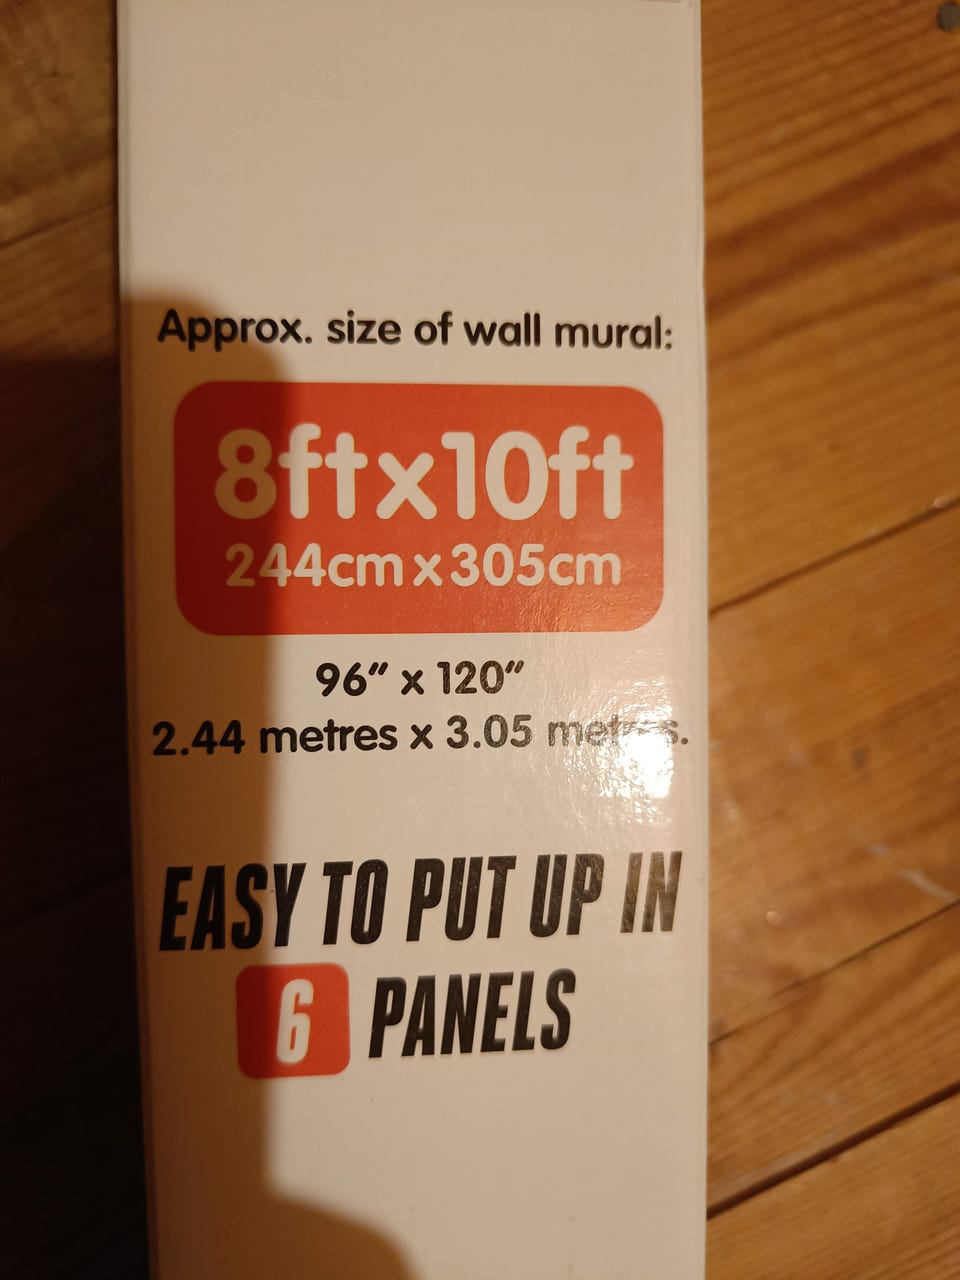 Approx. size of wall mural:
8ftx10ft
244cm x 305cm
96” x 120”
2.44 metres x 3.05 metres.
EASY TO PUT UP IN
6 PANELS